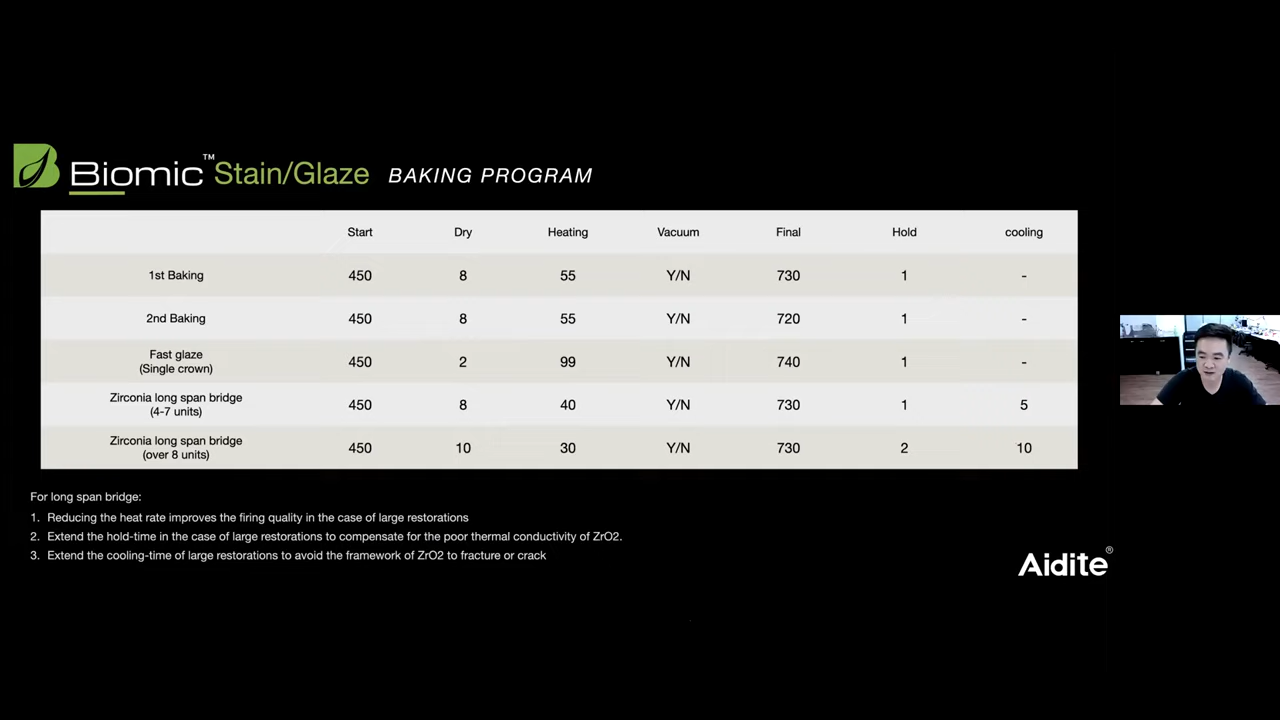 Biomic™ Stain/Glaze BAKING PROGRAM
Start Dry Heating Vacuum Final Hold cooling
1st Baking 450 8 55 Y/N 730 1 -
2nd Baking 450 8 55 Y/N 720 1 -
Fast glaze
(Single crown) 450 2 99 Y/N 740 1 -
Zirconia long span bridge
(4-7 units) 450 8 40 Y/N 730 1 5
Zirconia long span bridge
(over 8 units) 450 10 30 Y/N 730 2 10
For long span bridge:
1. Reducing the heat rate improves the firing quality in the case of large restorations
2. Extend the hold-time in the case of large restorations to compensate for the poor thermal conductivity of ZrO2.
3. Extend the cooling-time of large restorations to avoid the framework of ZrO2 to fracture or crack
Aidite®